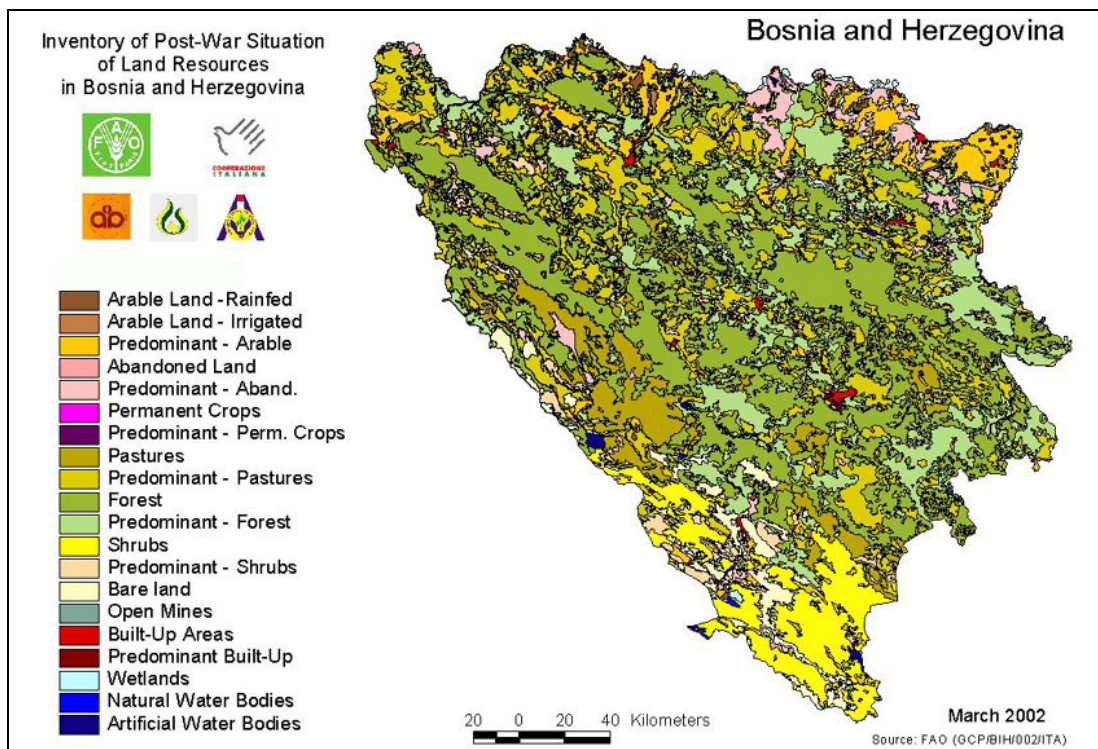 Inventory of Post-War Situation
of Land Resources
in Bosnia and Herzegovina
Bosnia and Herzegovina
F A O
COOPERAZIONE
ITALIANA
Arable Land -Rainfed
Arable Land - Irrigated
Predominant - Arable
Abandoned Land
Predominant - Aband.
Permanent Crops
Predominant - Perm. Crops
Pastures
Predominant - Pastures
Forest
Predominant - Forest
Shrubs
Predominant - Shrubs
Bare land
Open Mines
Built-Up Areas
Predominant Built-Up
Wetlands
Natural Water Bodies
Artificial Water Bodies
20 0 20 40 Kilometers
March 2002
Source: FAO (GCP/BIH/002/ITA)